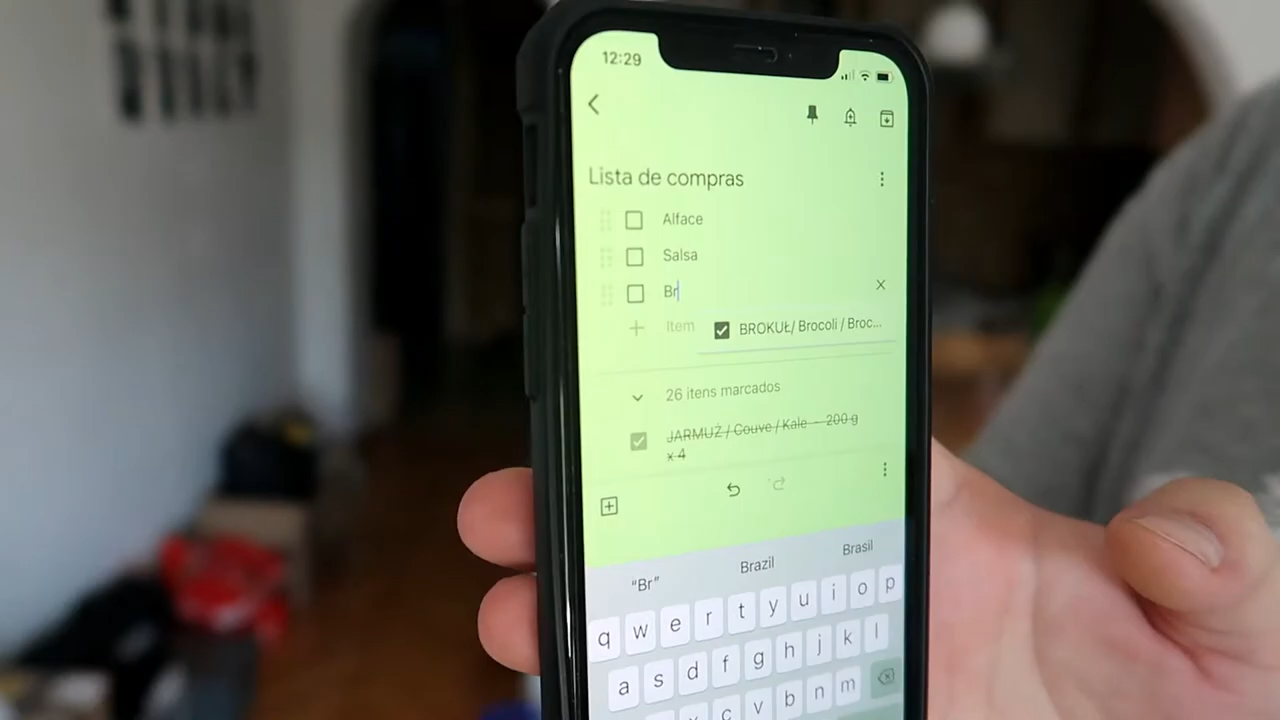 12:29
Lista de compras
Alface
Salsa
Br
Item
BROKUŁ/ Brocoli / Broc...
26 itens marcados
JARMUŻ / Couve / Kale - 200 g
x 4
"Br" Brazil Brasil
q w e r t y u i o p
a s d f g h j k l
x c v b n m